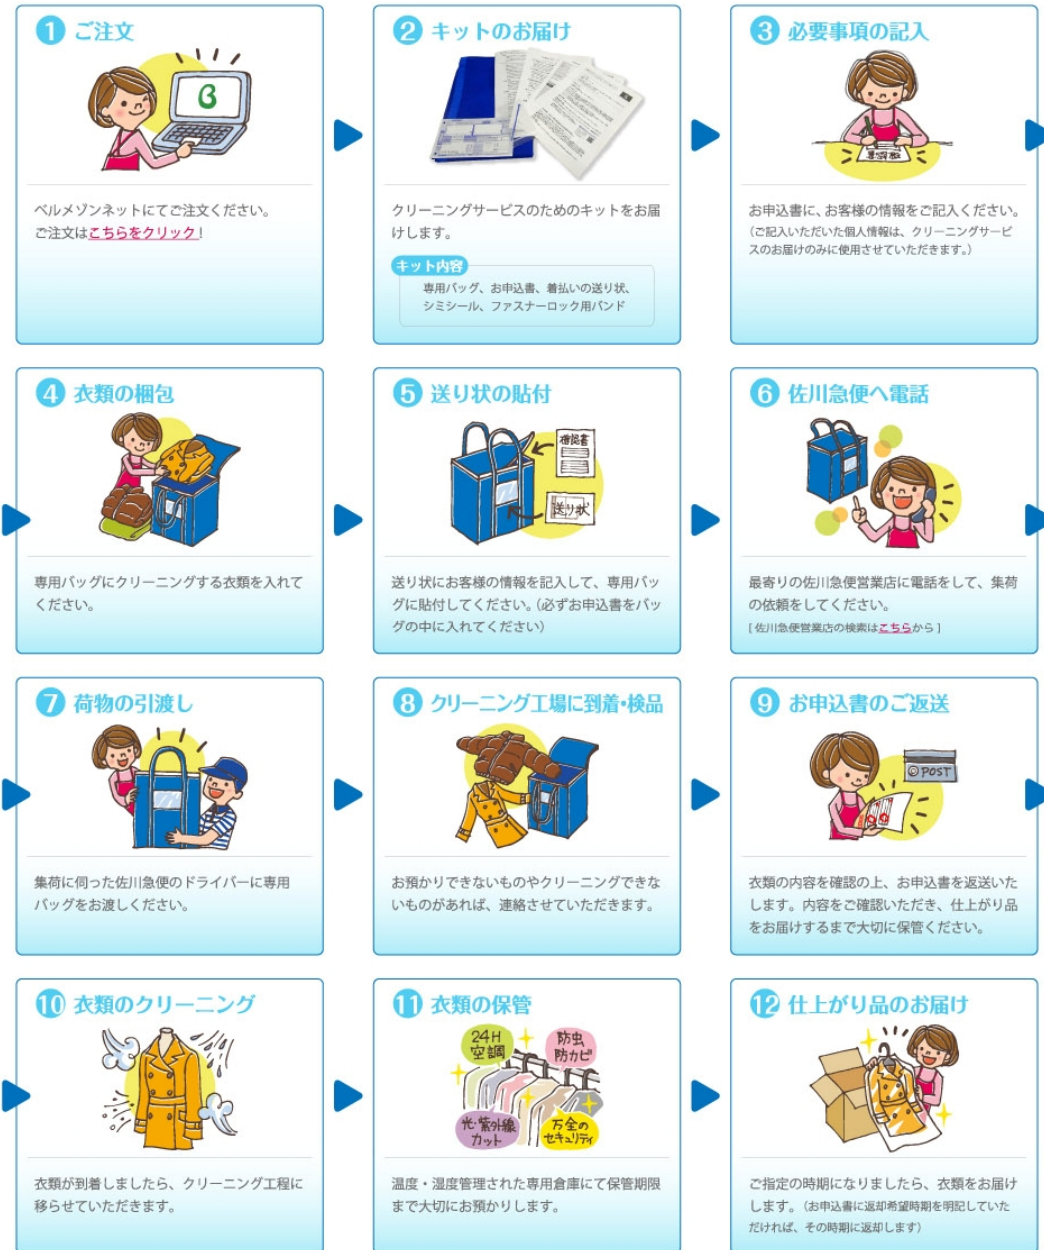 1 ご注文
ベルメゾンネットにてご注文ください。
ご注文はこちらをクリック!
2 キットのお届け
クリーニングサービスのためのキットをお届
けします。
キット内容
専用バッグ、お申込書、着払いの送り状、
シミシール、ファスナーロック用バンド
3 必要事項の記入
お申込書に、お客様の情報をご記入ください。
(ご記入いただいた個人情報は、クリーニングサービ
スのお届けのみに使用させていただきます。)
4 衣類の梱包
専用バッグにクリーニングする衣類を入れて
ください。
5 送り状の貼付
確認書
送り状
送り状にお客様の情報を記入して、専用バッ
グに貼付してください。(必ずお申込書をバッ
グの中に入れてください)
6 佐川急便へ電話
最寄りの佐川急便営業店に電話をして、集荷
の依頼をしてください。
[ 佐川急便営業店の検索はこちらから ]
7 荷物の引渡し
集荷に伺った佐川急便のドライバーに専用
バッグをお渡しください。
8 クリーニング工場に到着・検品
お預かりできないものやクリーニングできな
いものがあれば、連絡させていただきます。
9 お申込書のご返送
POST
衣類の内容を確認の上、お申込書を返送いた
します。内容をご確認いただき、仕上がり品
をお届けするまで大切に保管ください。
10 衣類のクリーニング
衣類が到着しましたら、クリーニング工程に
移らせていただきます。
11 衣類の保管
24H
空調
防虫
防カビ
光・紫外線
カット
万全の
セキュリティ
温度・湿度管理された専用倉庫にて保管期限
まで大切にお預かりします。
12 仕上がり品のお届け
ご指定の時期になりましたら、衣類をお届け
します。(お申込書に返却希望時期を明記していた
だければ、その時期に返却します)